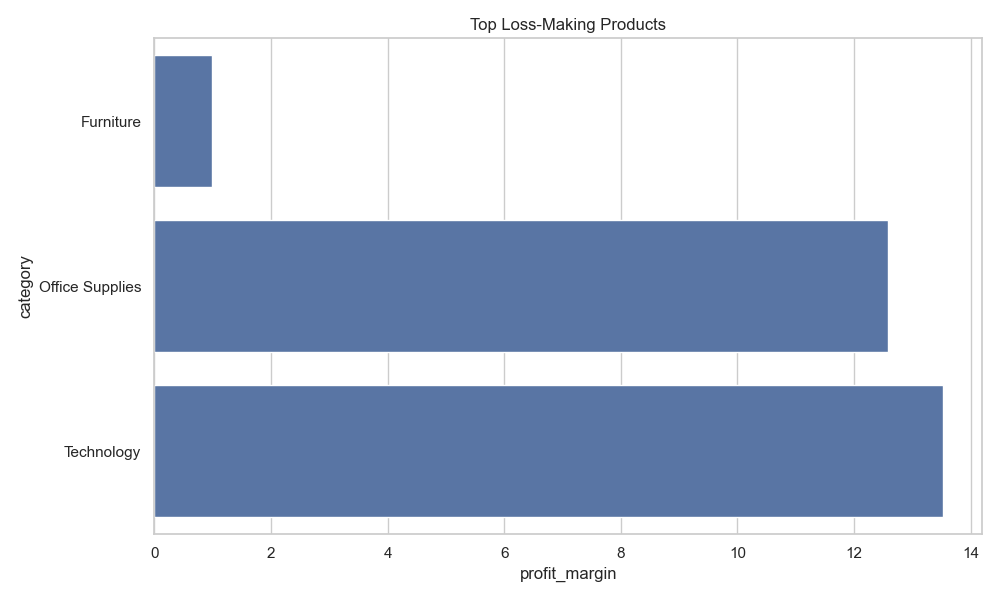 Top Loss-Making Products
category
Furniture
Office Supplies
Technology
0 2 4 6 8 10 12 14
profit_margin